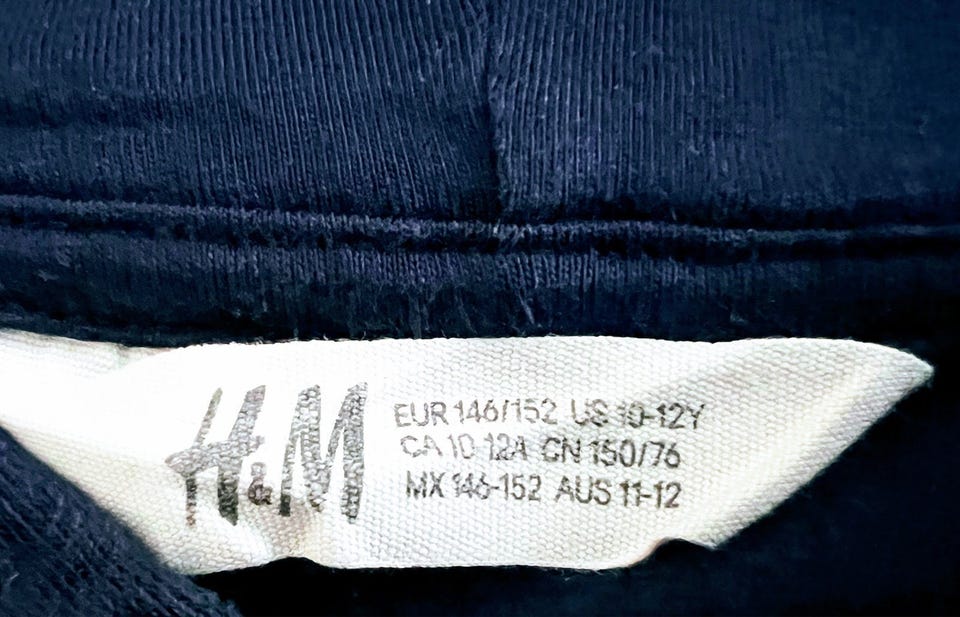 H&M
EUR 146/152 US 10-12Y
CA 10-12A CN 150/76
MX 146-152 AUS 11-12